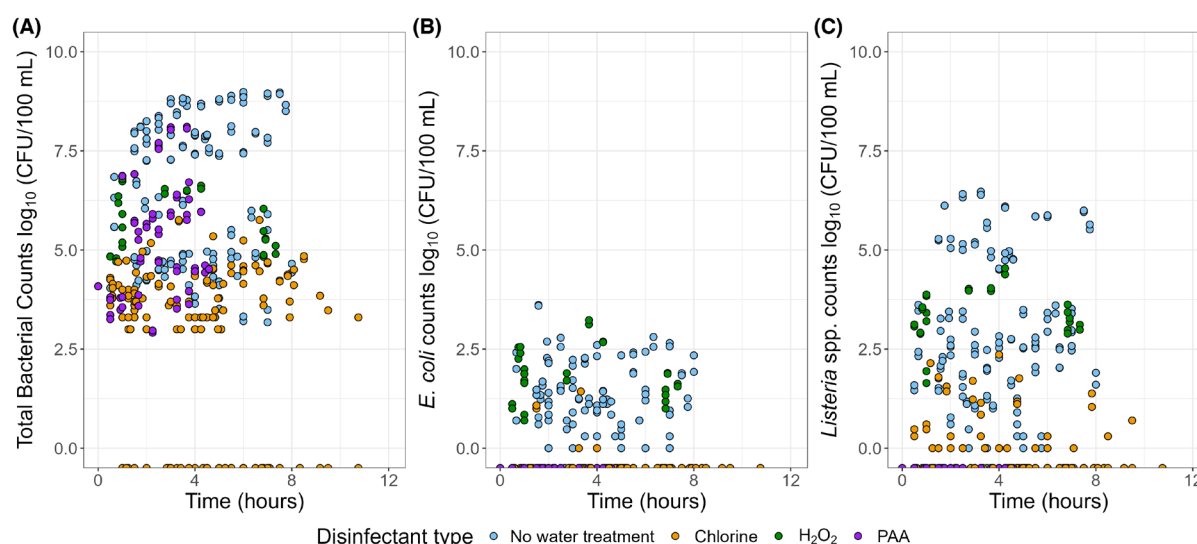 (A) (B) (C)
Total Bacterial Counts log10 (CFU/100 mL)
10.0
7.5
5.0
2.5
0.0
0 4 8 12
Time (hours)
E. coli counts log10 (CFU/100 mL)
10.0
7.5
5.0
2.5
0.0
0 4 8 12
Time (hours)
Listeria spp. counts log10 (CFU/100 mL)
10.0
7.5
5.0
2.5
0.0
0 4 8 12
Time (hours)
Disinfectant type No water treatment Chlorine H2O2 PAA